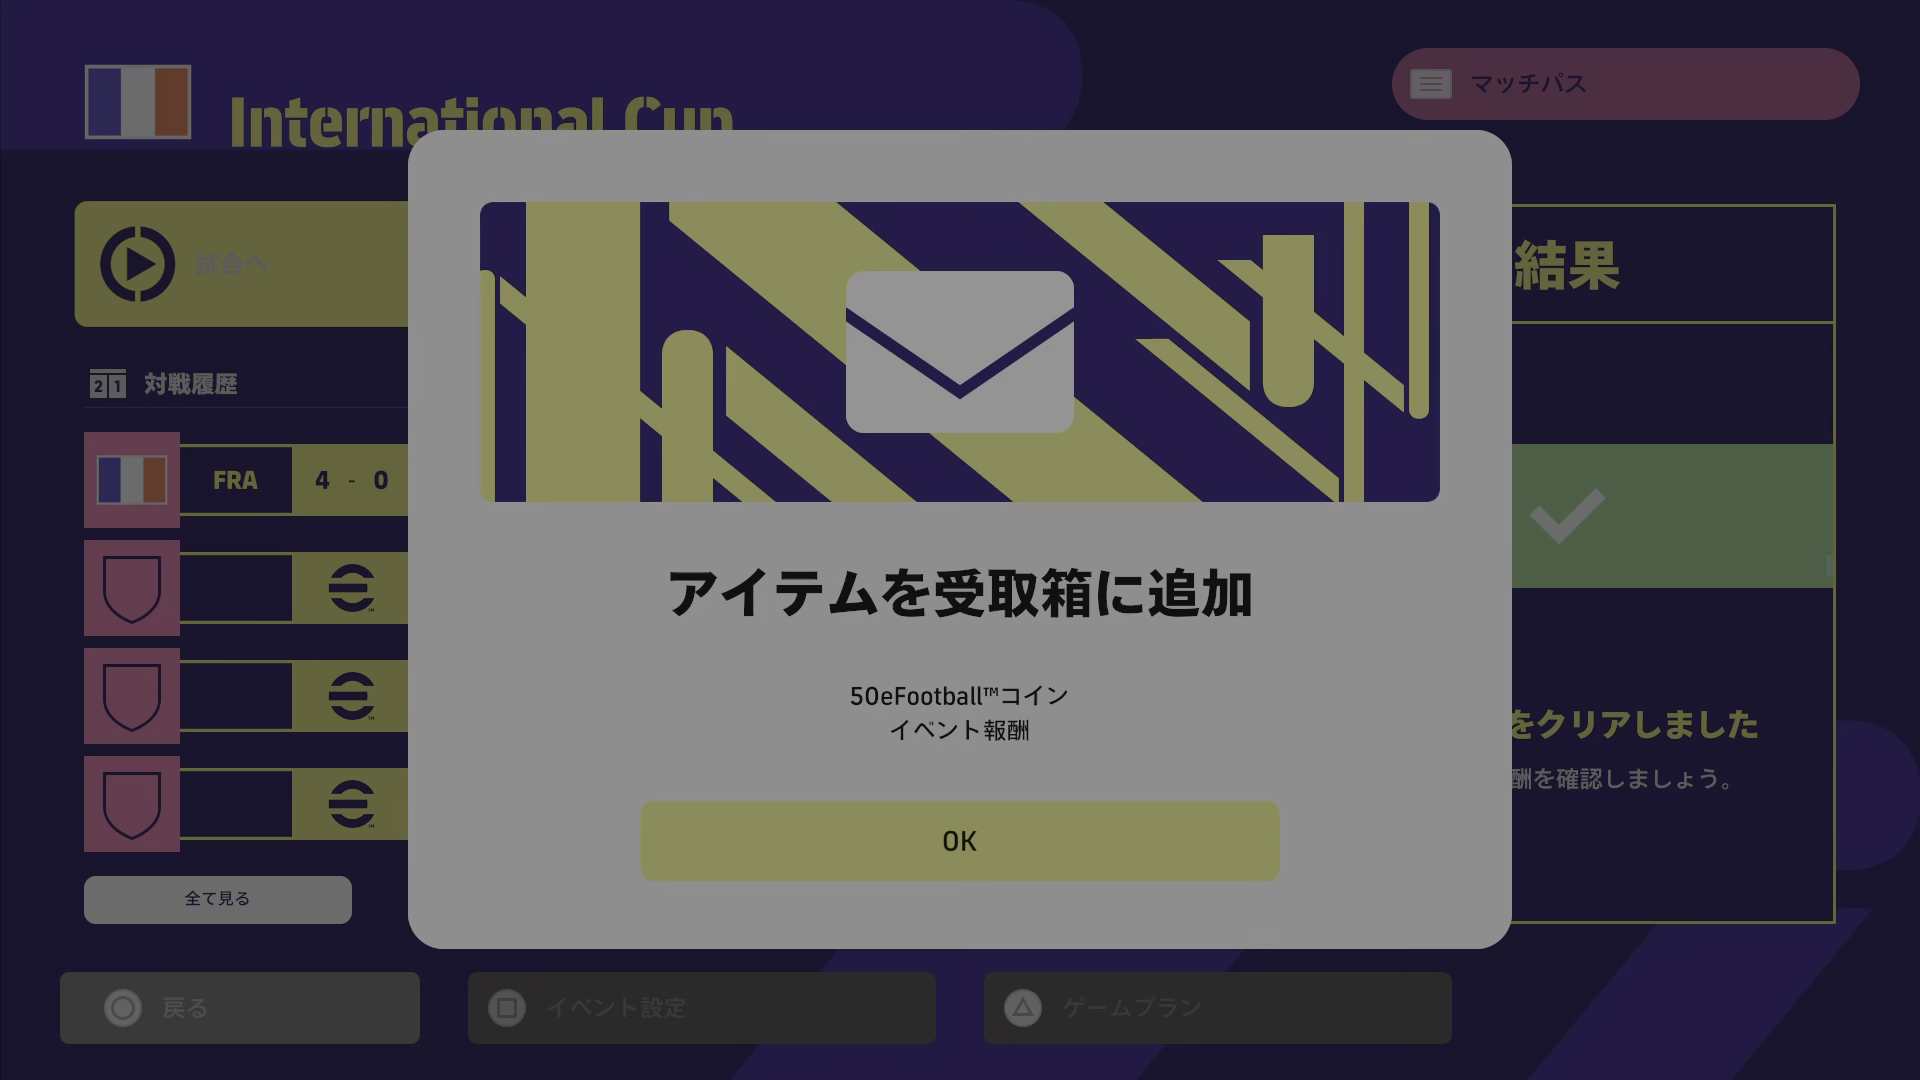 International Cup
マッチパス
試合へ
結果
21 対戦履歴
FRA 4 - 0
アイテムを受取箱に追加
50eFootball™コイン
イベント報酬
をクリアしました
酬を確認しましょう。
OK
全て見る
戻る
イベント設定
ゲームプラン